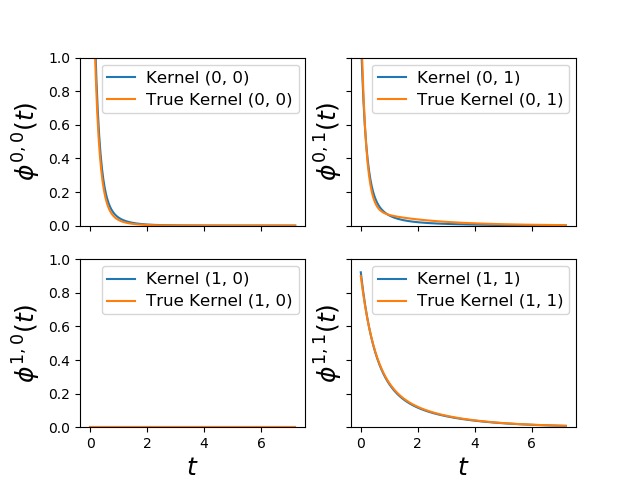 1.0
0.8
0.6
0.4
0.2
0.0
ϕ^{0,0}(t)
Kernel (0, 0)
True Kernel (0, 0)
ϕ^{0,1}(t)
Kernel (0, 1)
True Kernel (0, 1)
1.0
0.8
0.6
0.4
0.2
0.0
ϕ^{1,0}(t)
Kernel (1, 0)
True Kernel (1, 0)
0 2 4 6
t
ϕ^{1,1}(t)
Kernel (1, 1)
True Kernel (1, 1)
0 2 4 6
t